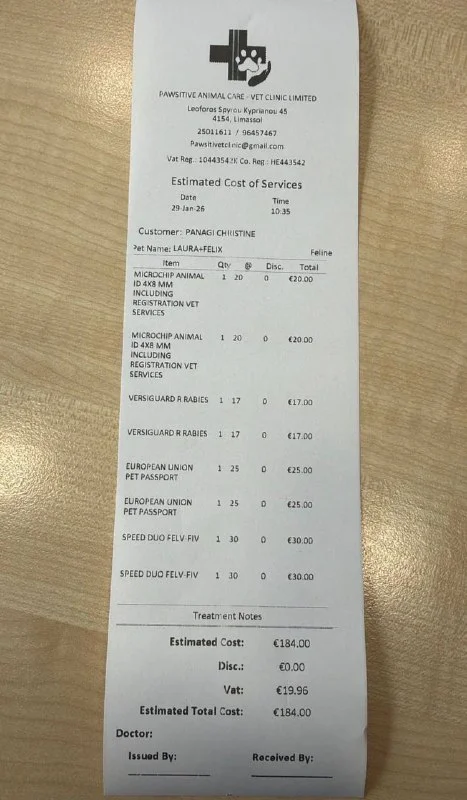 PAWSITIVE ANIMAL CARE - VET CLINIC LIMITED
Leoforos Spyrou Kyprianou 45
4154, Limassol
25011611 / 96457467
Pawsitivetclinic@gmail.com
Vat Reg.: 10443542K Co. Reg.: HE443542
Estimated Cost of Services
Date Time
29-Jan-26 10:35
Customer: PANAGI CHRISTINE
Pet Name: LAURA+FELIX Feline
Item Qty @ Disc. Total
MICROCHIP ANIMAL 1 20 0 €20.00
ID 4X8 MM
INCLUDING
REGISTRATION VET
SERVICES
MICROCHIP ANIMAL 1 20 0 €20.00
ID 4X8 MM
INCLUDING
REGISTRATION VET
SERVICES
VERSIGUARD R RABIES 1 17 0 €17.00
VERSIGUARD R RABIES 1 17 0 €17.00
EUROPEAN UNION 1 25 0 €25.00
PET PASSPORT
EUROPEAN UNION 1 25 0 €25.00
PET PASSPORT
SPEED DUO FELV-FIV 1 30 0 €30.00
SPEED DUO FELV-FIV 1 30 0 €30.00
Treatment Notes
Estimated Cost: €184.00
Disc.: €0.00
Vat: €19.96
Estimated Total Cost: €184.00
Doctor:
Issued By: Received By: